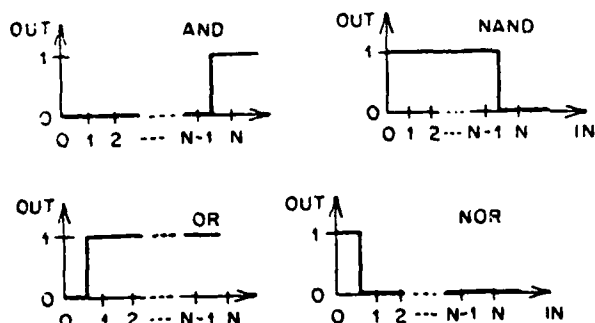 OUT AND
1
0
0 1 2 --- N-1 N
OUT NAND
1
0
0 1 2 --- N-1 N IN
OUT OR
1
0
0 1 2 --- N-1 N
OUT NOR
1
0
0 1 2 --- N-1 N IN